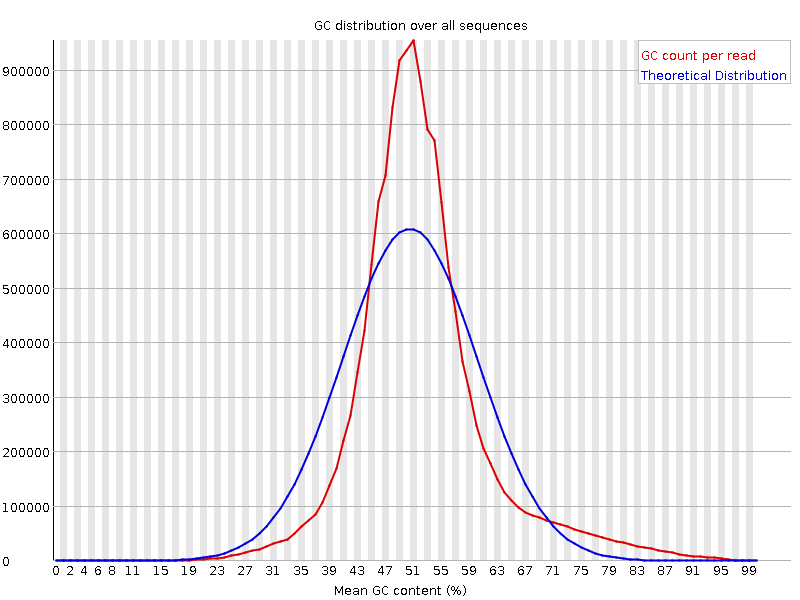 GC distribution over all sequences
GC count per read
Theoretical Distribution
900000
800000
700000
600000
500000
400000
300000
200000
100000
0
0 2 4 6 8 11 15 19 23 27 31 35 39 43 47 51 55 59 63 67 71 75 79 83 87 91 95 99
Mean GC content (%)